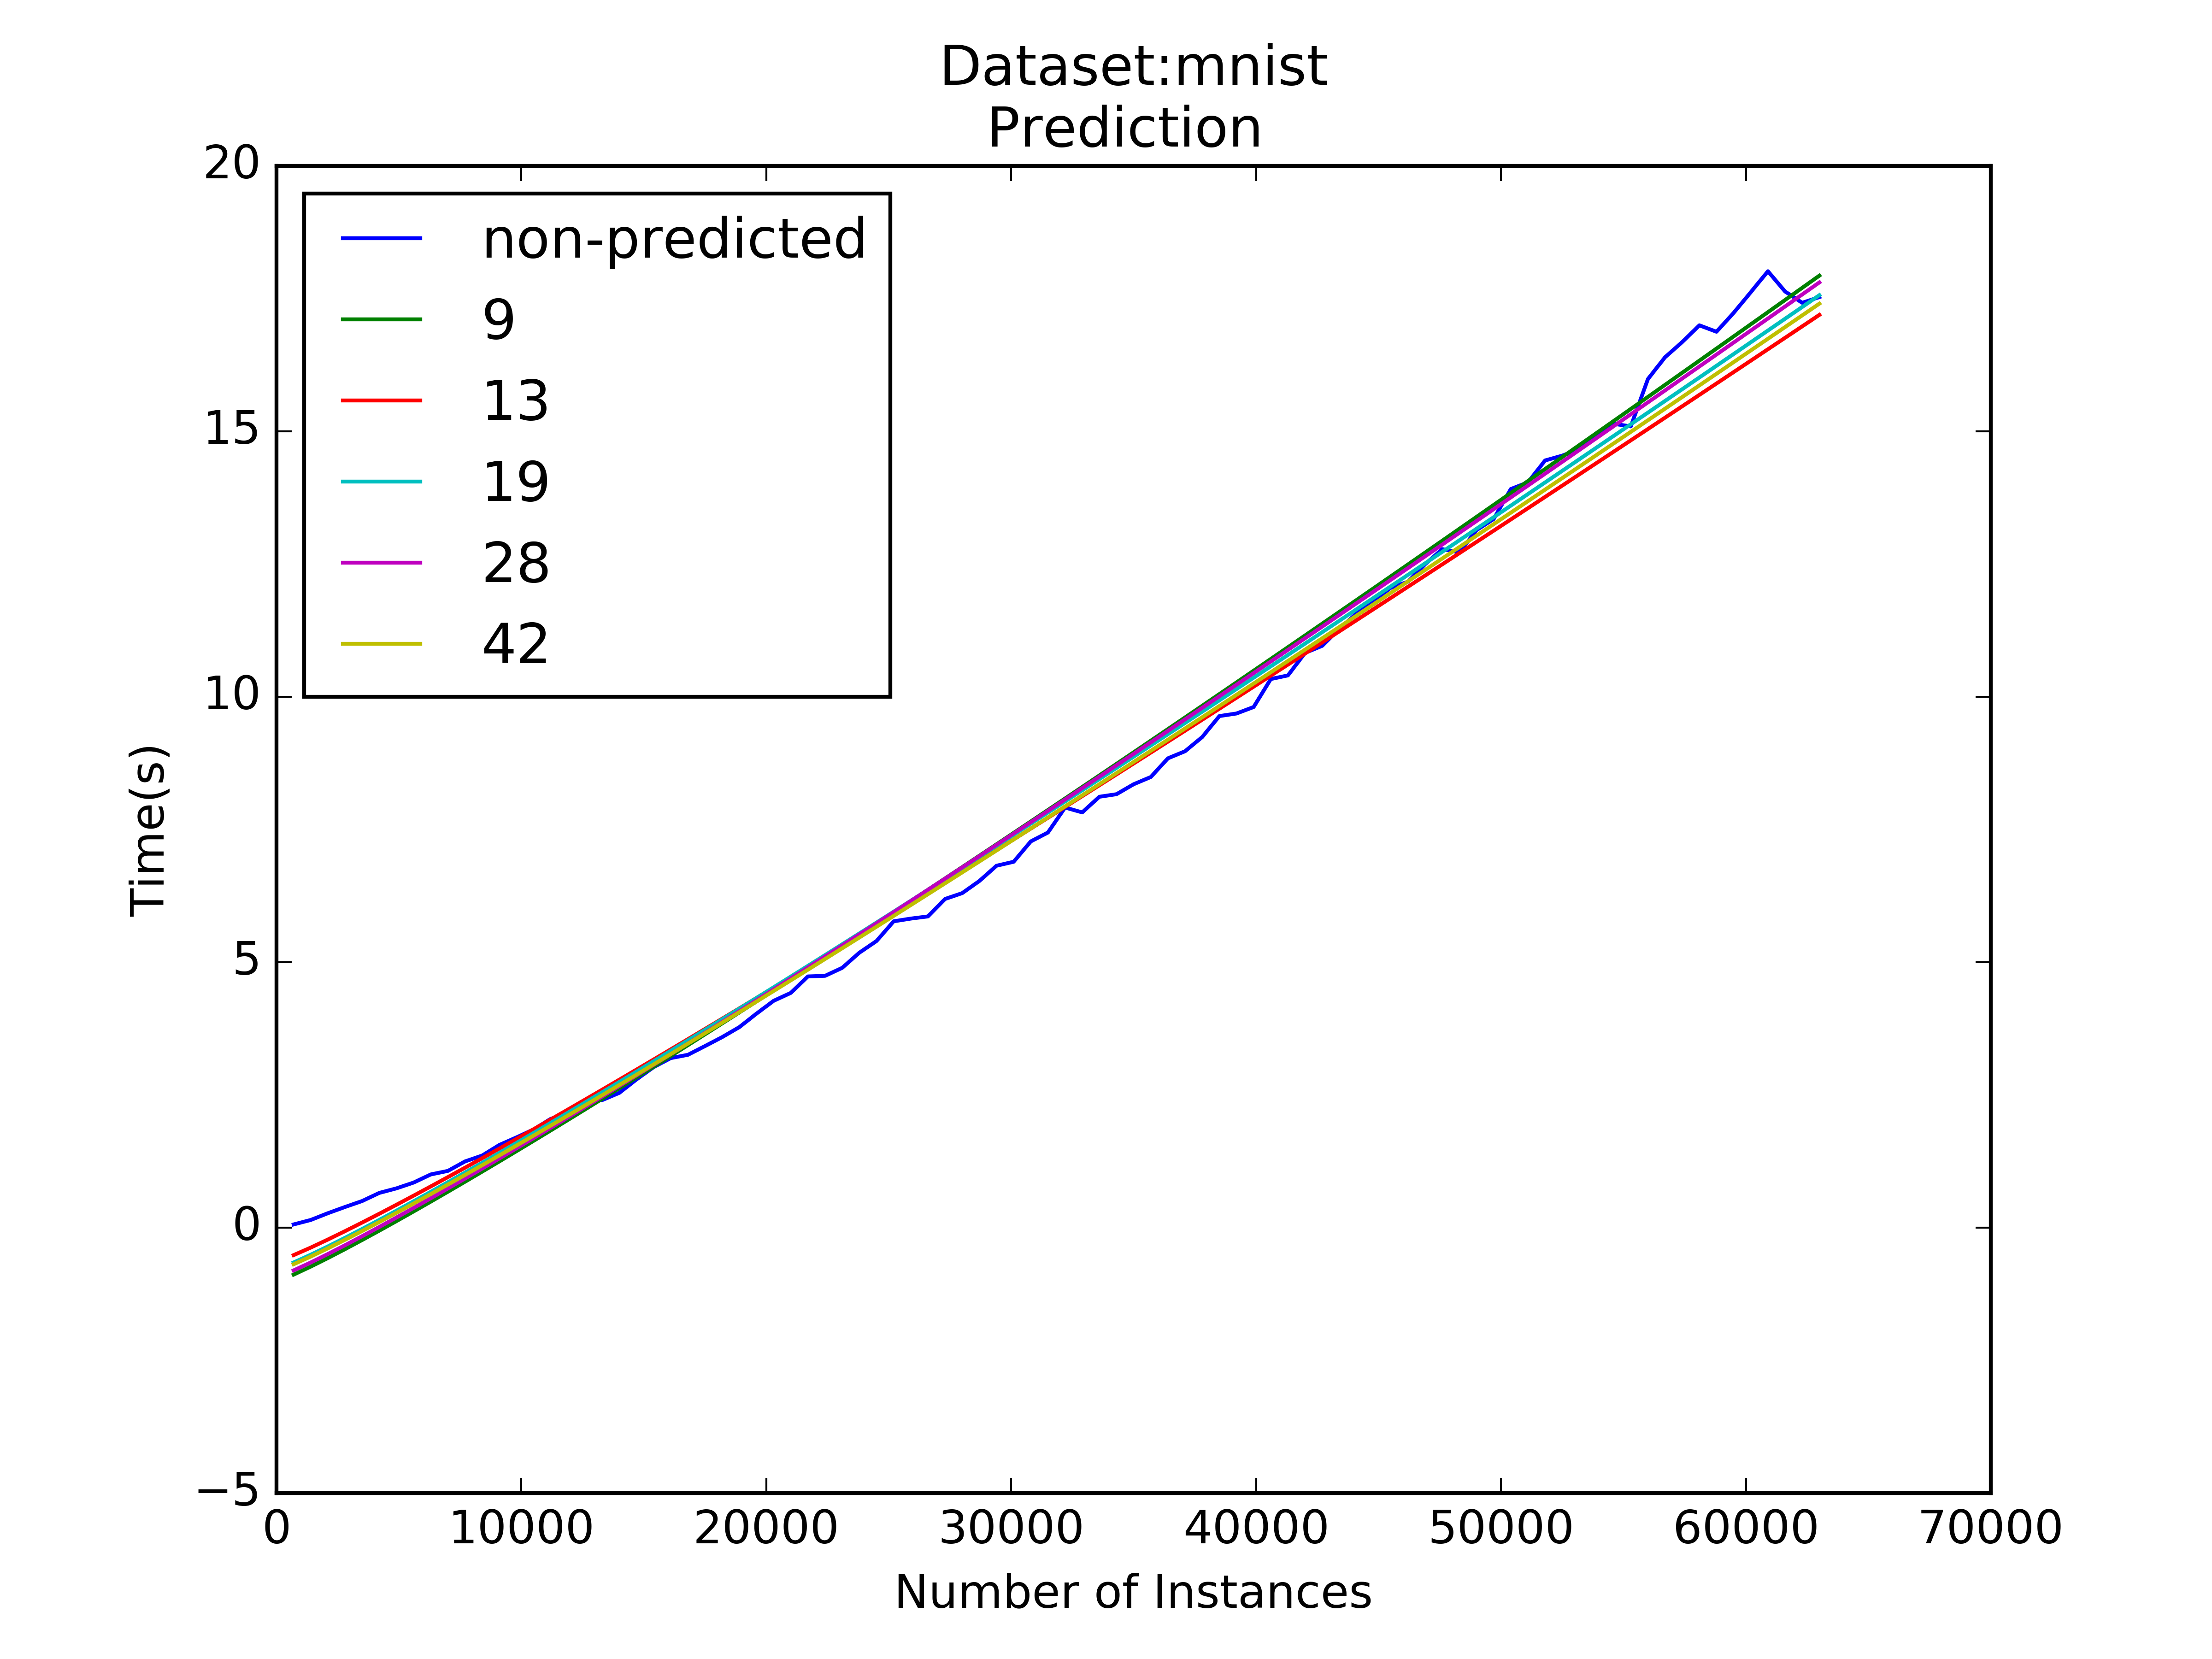 Dataset:mnist
Prediction
20
15
10
5
0
−5
Time(s)
non-predicted
9
13
19
28
42
0 10000 20000 30000 40000 50000 60000 70000
Number of Instances